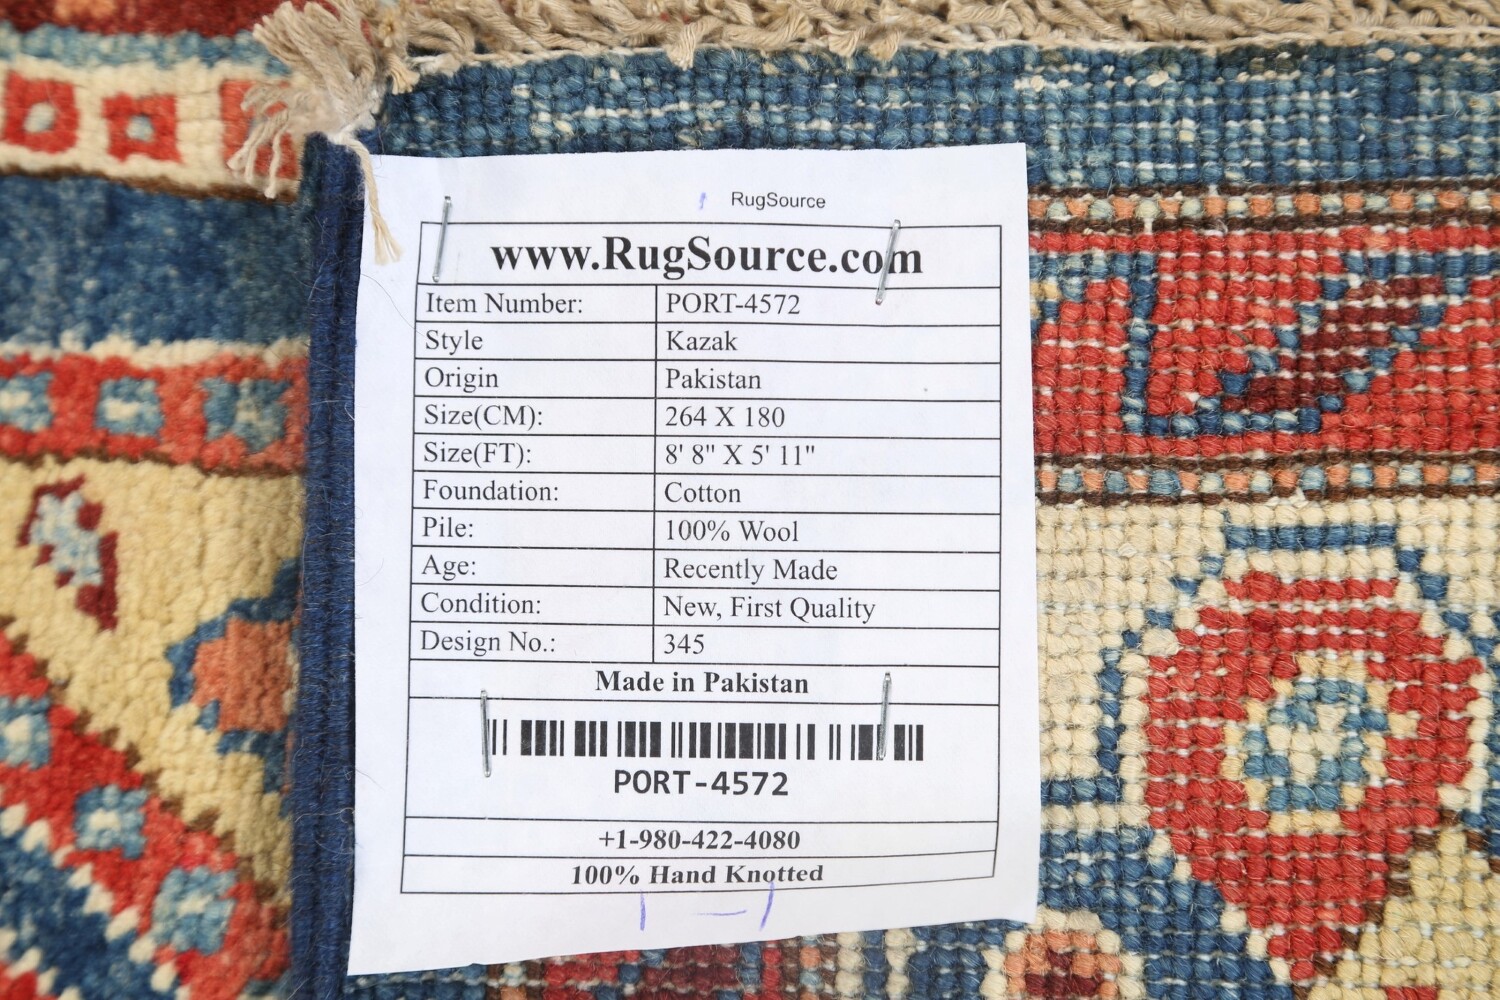 RugSource
www.RugSource.com
Item Number: PORT-4572
Style Kazak
Origin Pakistan
Size(CM): 264 X 180
Size(FT): 8' 8" X 5' 11"
Foundation: Cotton
Pile: 100% Wool
Age: Recently Made
Condition: New, First Quality
Design No.: 345
Made in Pakistan
PORT-4572
+1-980-422-4080
100% Hand Knotted